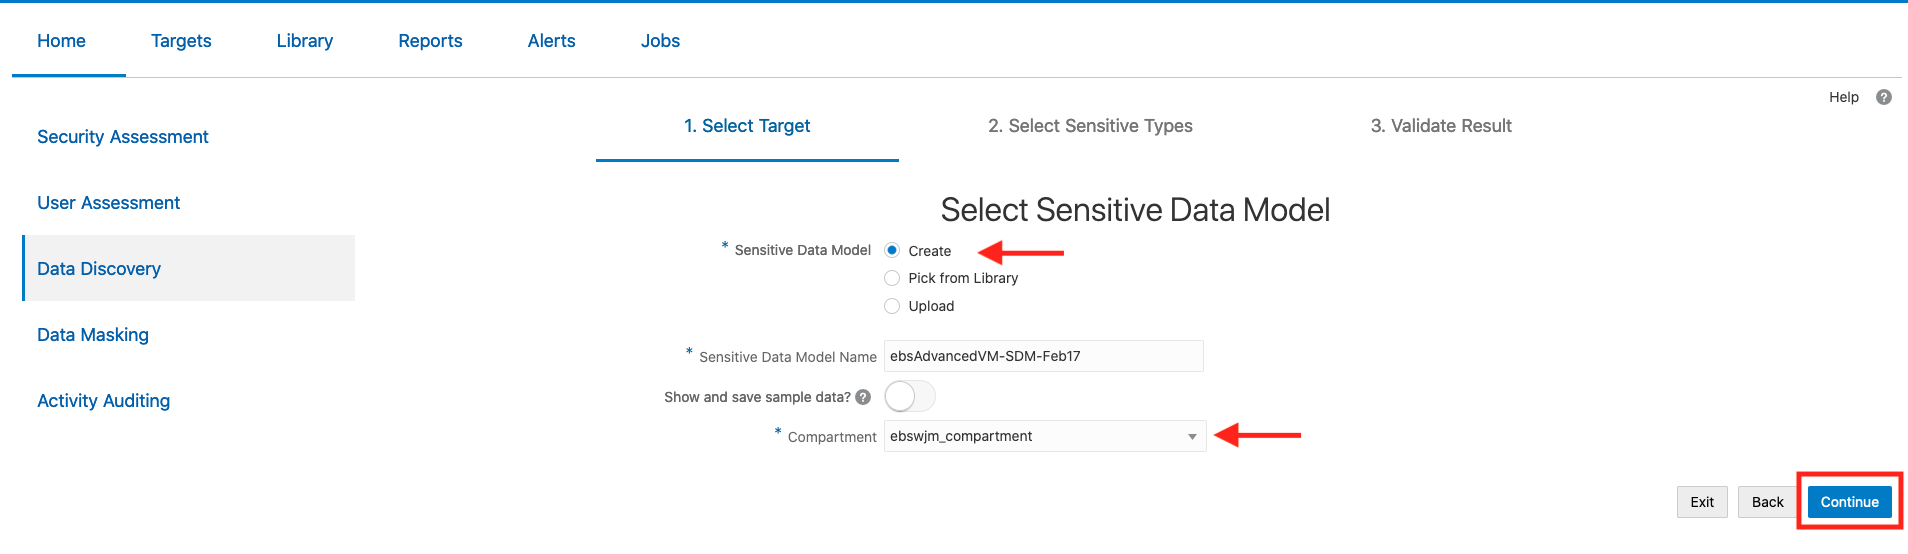 Home Targets Library Reports Alerts Jobs
Help ?
Security Assessment
User Assessment
Data Discovery
Data Masking
Activity Auditing
1. Select Target 2. Select Sensitive Types 3. Validate Result
Select Sensitive Data Model
* Sensitive Data Model Create
Pick from Library
Upload
* Sensitive Data Model Name ebsAdvancedVM-SDM-Feb17
Show and save sample data? ?
* Compartment ebswjm_compartment
Exit Back Continue